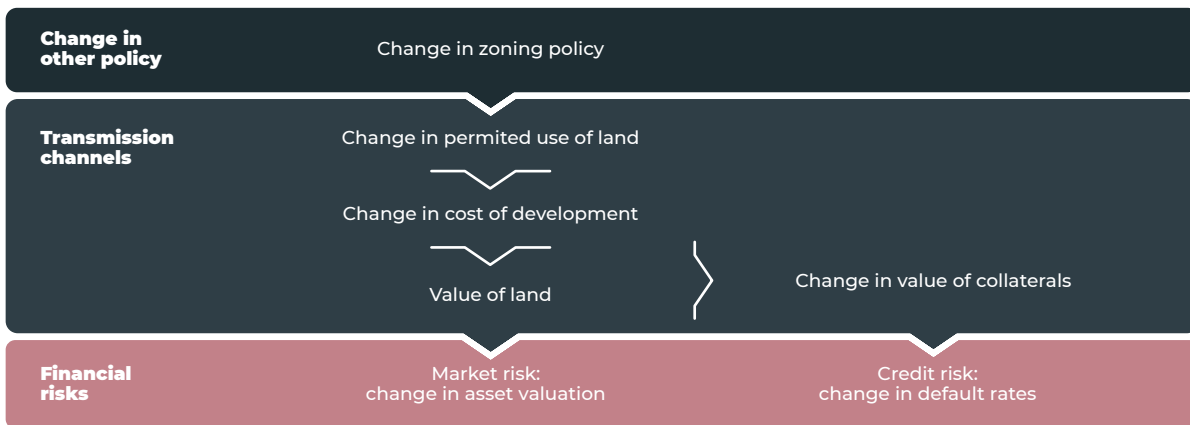 Change in
other policy
Change in zoning policy
Transmission
channels
Change in permited use of land
Change in cost of development
Value of land
Change in value of collaterals
Financial
risks
Market risk:
change in asset valuation
Credit risk:
change in default rates